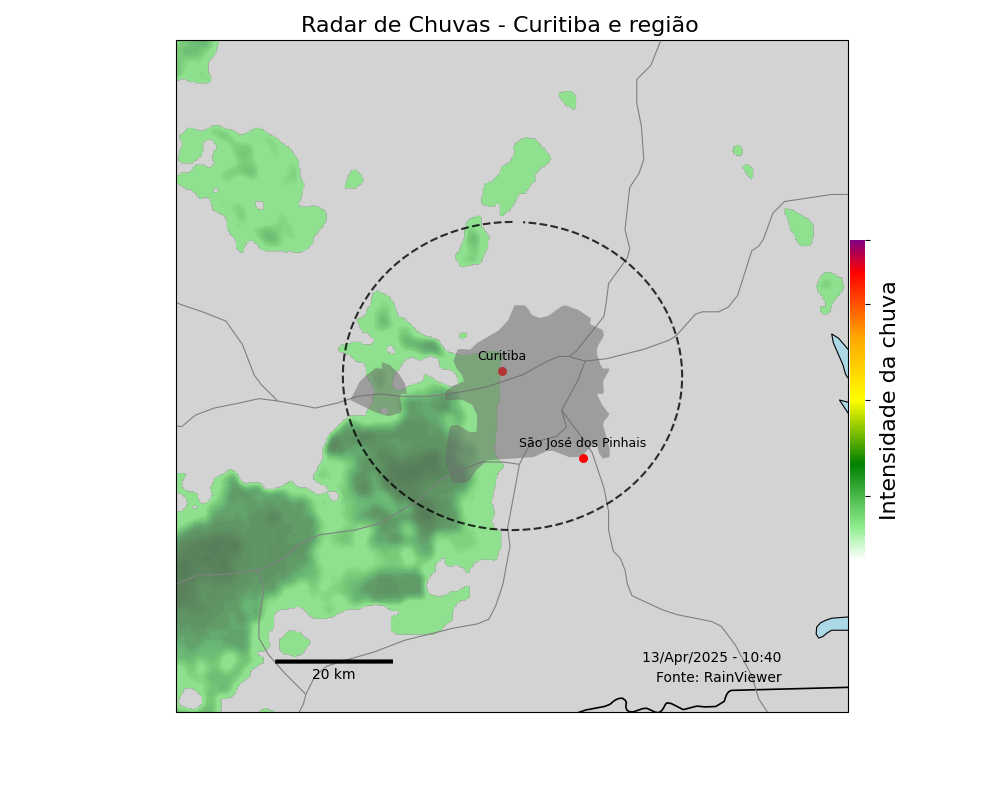 Radar de Chuvas - Curitiba e região
Curitiba
São José dos Pinhais
Intensidade da chuva
20 km
13/Apr/2025 - 10:40
Fonte: RainViewer